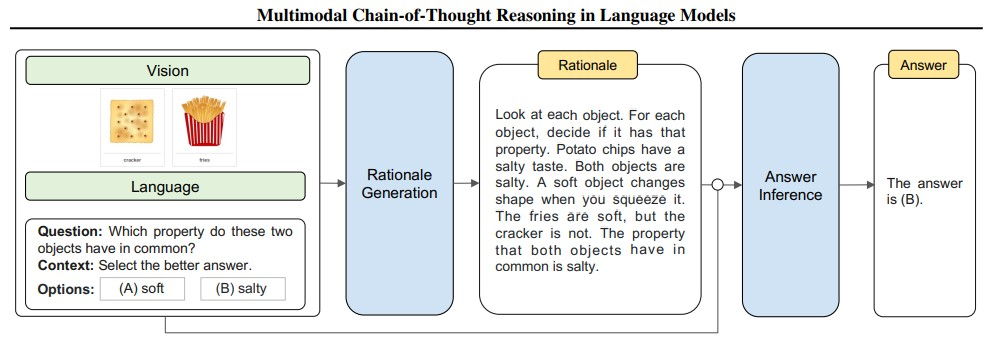 Multimodal Chain-of-Thought Reasoning in Language Models
Vision
cracker
fries
Language
Question: Which property do these two
objects have in common?
Context: Select the better answer.
Options:
(A) soft
(B) salty
Rationale
Generation
Rationale
Look at each object. For each
object, decide if it has that
property. Potato chips have a
salty taste. Both objects are
salty. A soft object changes
shape when you squeeze it.
The fries are soft, but the
cracker is not. The property
that both objects have in
common is salty.
Answer
Inference
Answer
The answer
is (B).